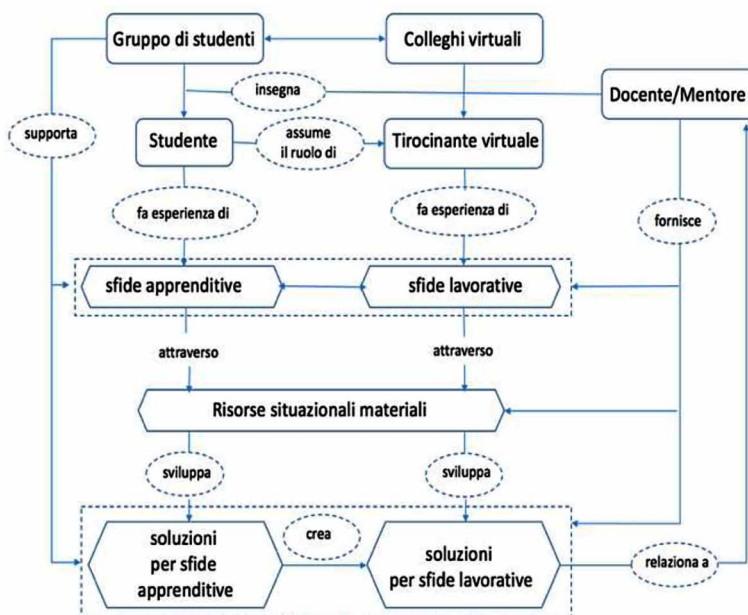 Gruppo di studenti
Colleghi virtuali
insegna
Docente/Mentore
supporta
Studente
assume
il ruolo di
Tirocinante virtuale
fa esperienza di
fa esperienza di
fornisce
sfide apprenditive
sfide lavorative
attraverso
attraverso
Risorse situazionali materiali
sviluppa
sviluppa
soluzioni
per sfide
apprenditive
crea
soluzioni
per sfide lavorative
relaziona a